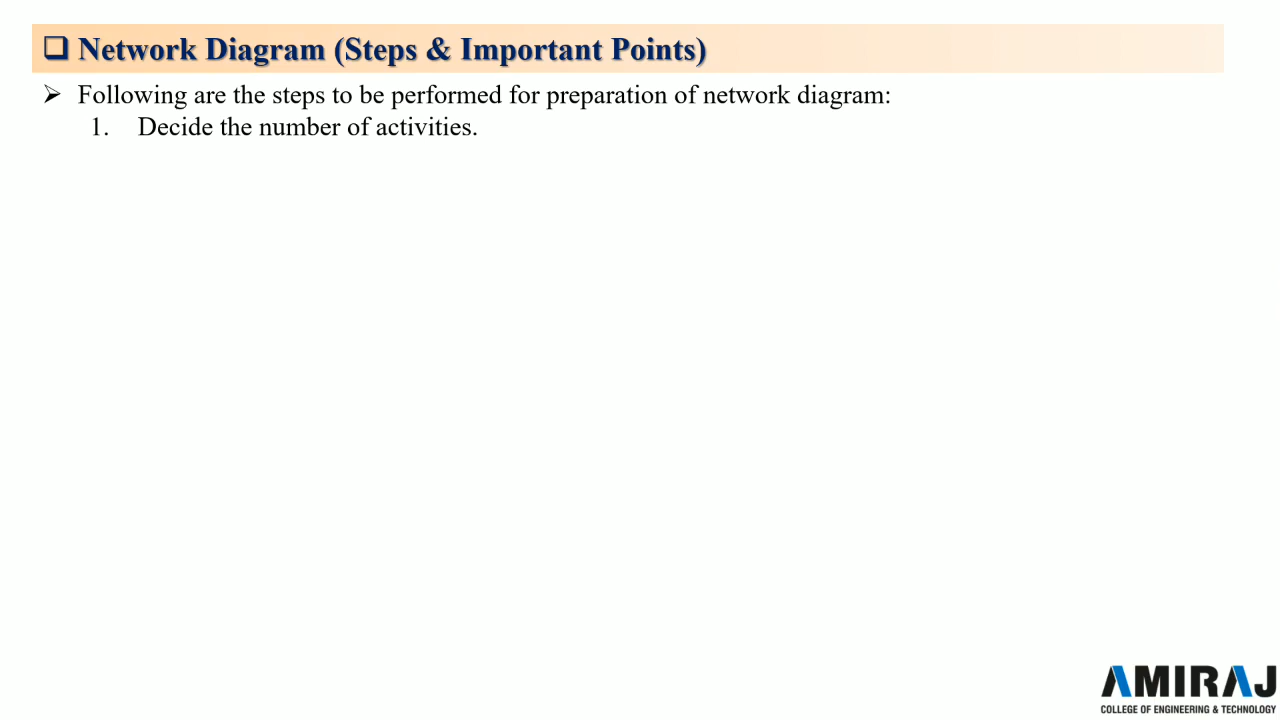 ❑ Network Diagram (Steps & Important Points)
➢ Following are the steps to be performed for preparation of network diagram:
1. Decide the number of activities.
AMIRAJ
COLLEGE OF ENGINEERING & TECHNOLOGY